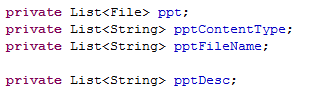 private List<File> ppt;
private List<String> pptContentType;
private List<String> pptFileName;
private List<String> pptDesc;